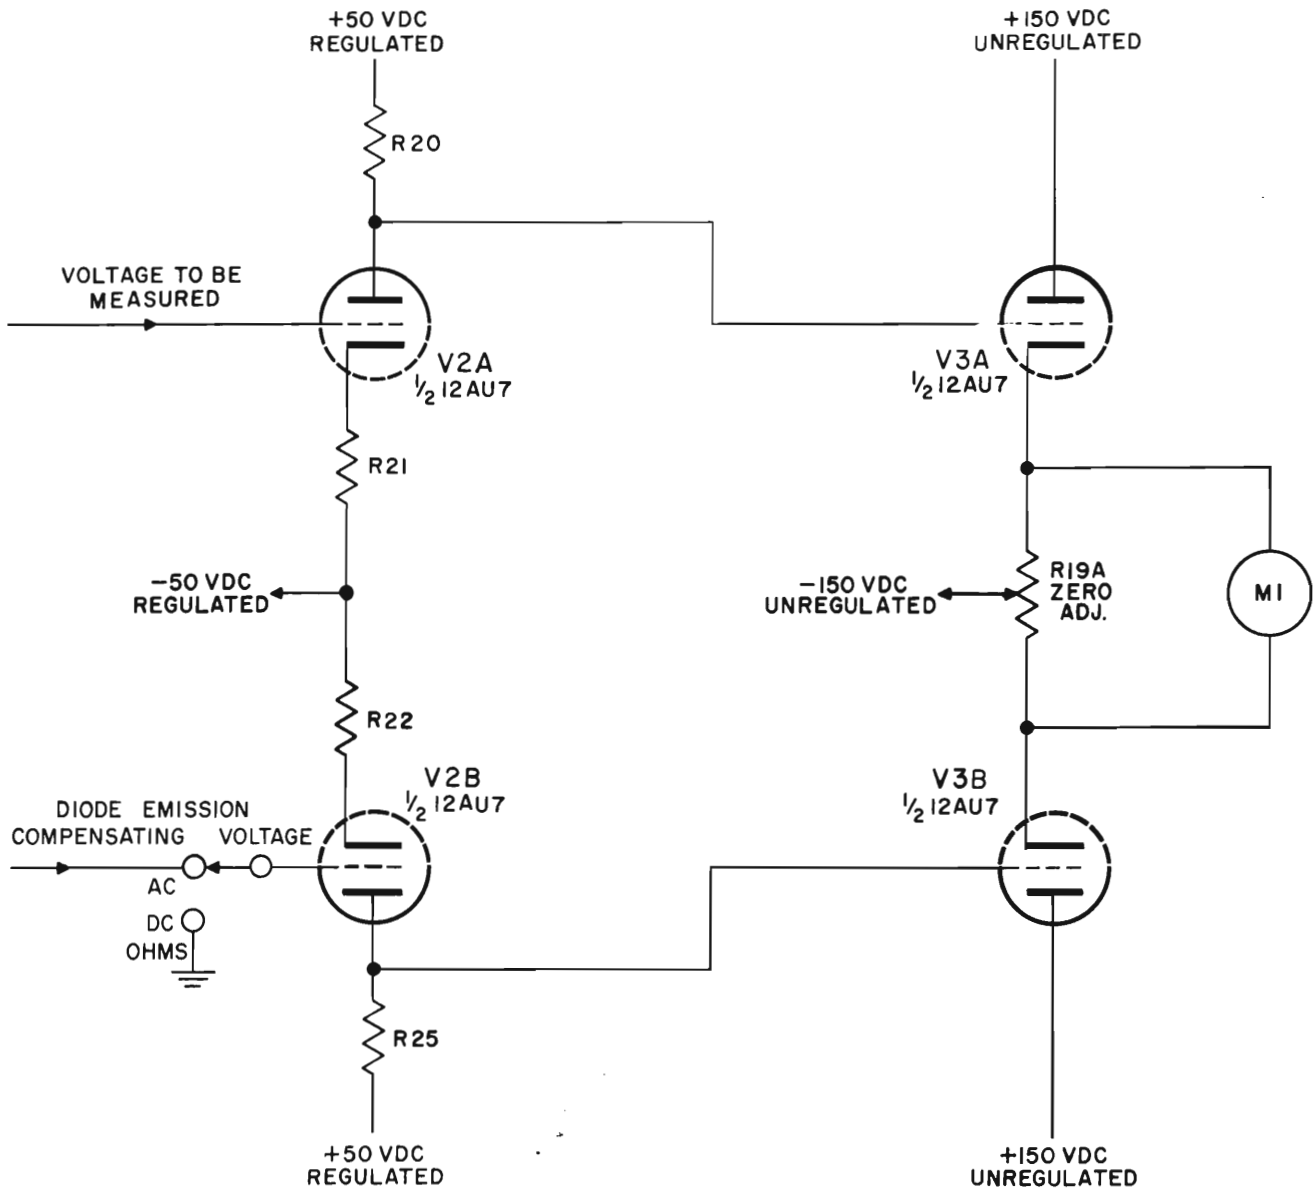 +50 VDC
REGULATED
+150 VDC
UNREGULATED
R20
VOLTAGE TO BE
MEASURED
V2A
1/2 12AU7
V3A
1/2 12AU7
R21
-50 VDC
REGULATED
-150 VDC
UNREGULATED
R19A
ZERO
ADJ.
M1
R22
V2B
1/2 12AU7
V3B
1/2 12AU7
DIODE EMISSION
COMPENSATING VOLTAGE
AC
DC
OHMS
R25
+50 VDC
REGULATED
+150 VDC
UNREGULATED